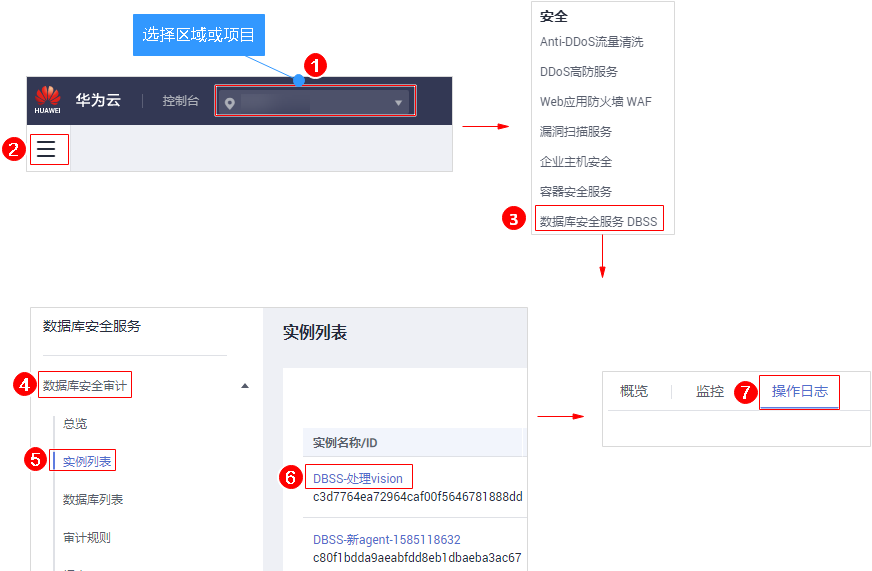 选择区域或项目
1
HUAWEI
华为云
控制台
2
安全
Anti-DDoS流量清洗
DDoS高防服务
Web应用防火墙 WAF
漏洞扫描服务
企业主机安全
容器安全服务
3
数据库安全服务 DBSS
数据库安全服务
4
数据库安全审计
总览
5
实例列表
数据库列表
审计规则
实例列表
实例名称/ID
6
DBSS-处理vision
c3d7764ea72964caf00f5646781888dd
DBSS-新agent-1585118632
c80f1bdda9aeabfdd8eb1dbaeba3ac67
概览
监控
7
操作日志